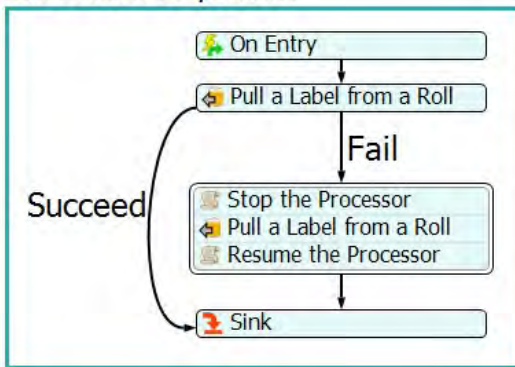 On Entry
Pull a Label from a Roll
Fail
Succeed
Stop the Processor
Pull a Label from a Roll
Resume the Processor
Sink